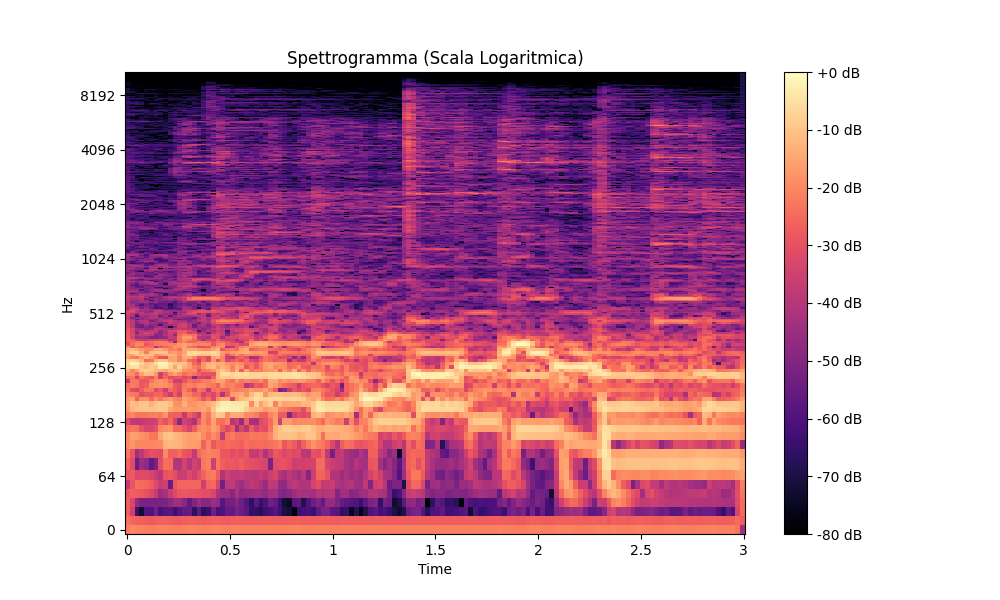 Spettrogramma (Scala Logaritmica)
Hz
8192
4096
2048
1024
512
256
128
64
0
0
0.5
1
1.5
2
2.5
3
Time
+0 dB
-10 dB
-20 dB
-30 dB
-40 dB
-50 dB
-60 dB
-70 dB
-80 dB